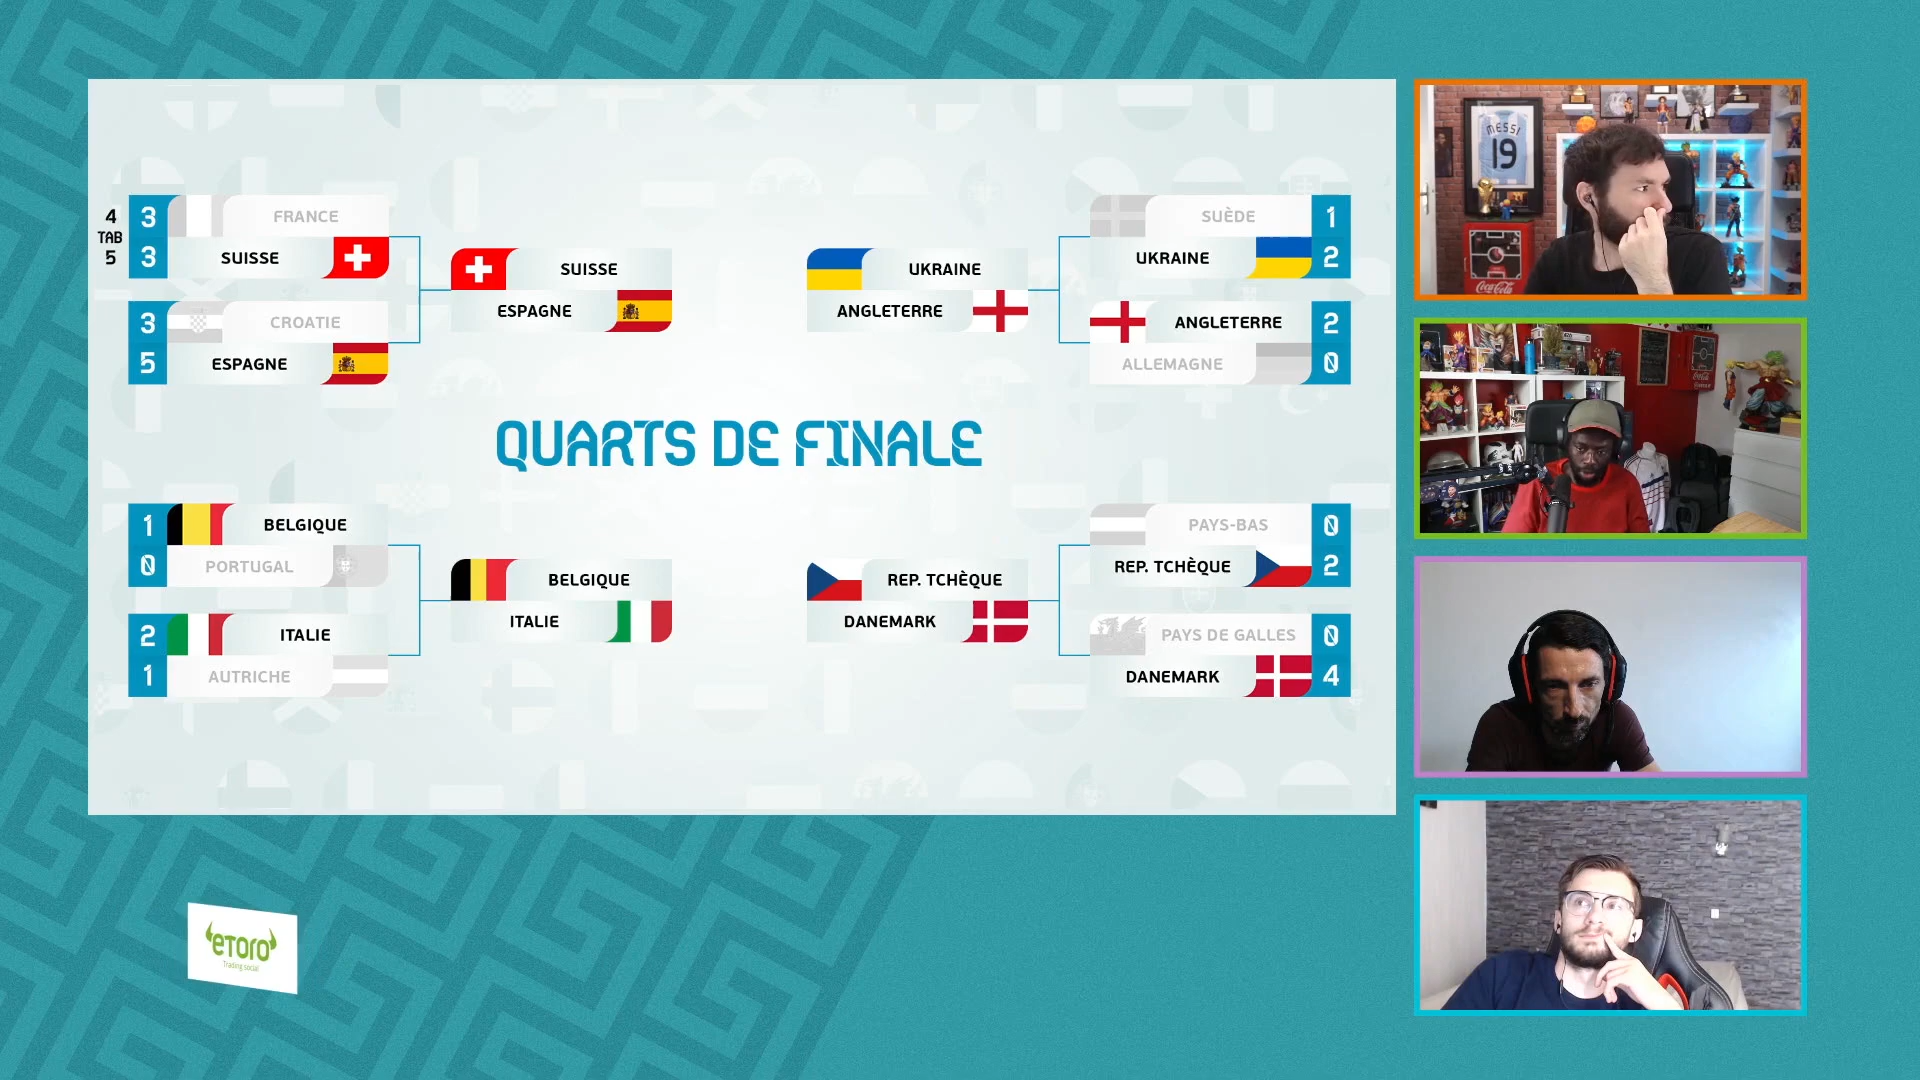 4
TAB
5
3
FRANCE
3
SUISSE
3
CROATIE
5
ESPAGNE
SUISSE
ESPAGNE
UKRAINE
ANGLETERRE
SUÈDE
1
UKRAINE
2
ANGLETERRE
2
ALLEMAGNE
0
QUARTS DE FINALE
1
BELGIQUE
0
PORTUGAL
2
ITALIE
1
AUTRICHE
BELGIQUE
ITALIE
REP. TCHÈQUE
DANEMARK
PAYS-BAS
0
REP. TCHÈQUE
2
PAYS DE GALLES
0
DANEMARK
4
MESSI
19
Coca-Cola
eToro
Trading social